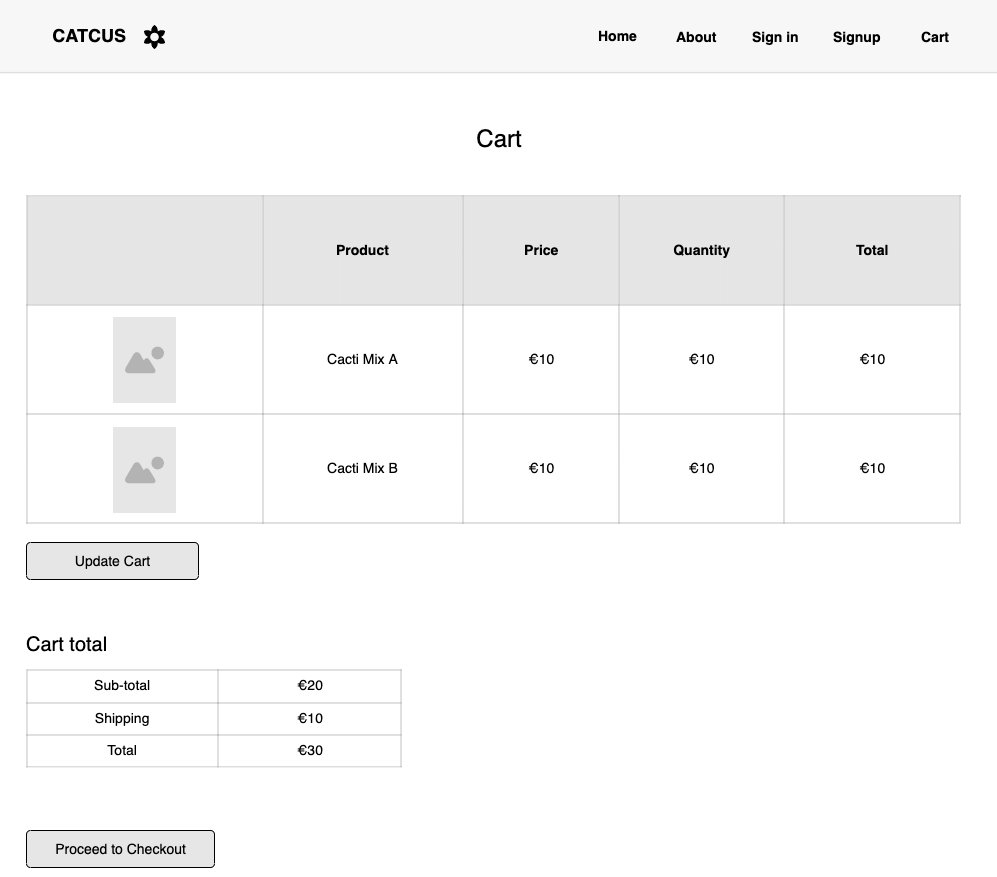 CATCUS Home About Sign in Signup Cart
Cart
Product Price Quantity Total
Cacti Mix A €10 €10 €10
Cacti Mix B €10 €10 €10
Update Cart
Cart total
Sub-total €20
Shipping €10
Total €30
Proceed to Checkout